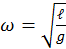 ω = √(ℓ/g)